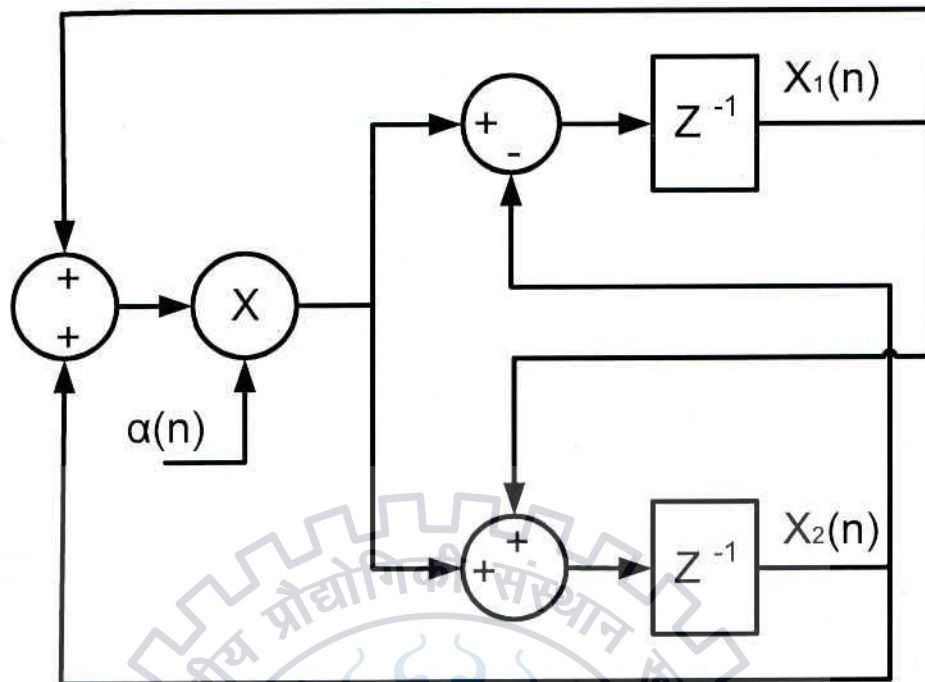 X₁(n)
Z⁻¹
+
-
+
+
X
α(n)
+
+
Z⁻¹
X₂(n)
प्रौद्योगिकी संस्थान